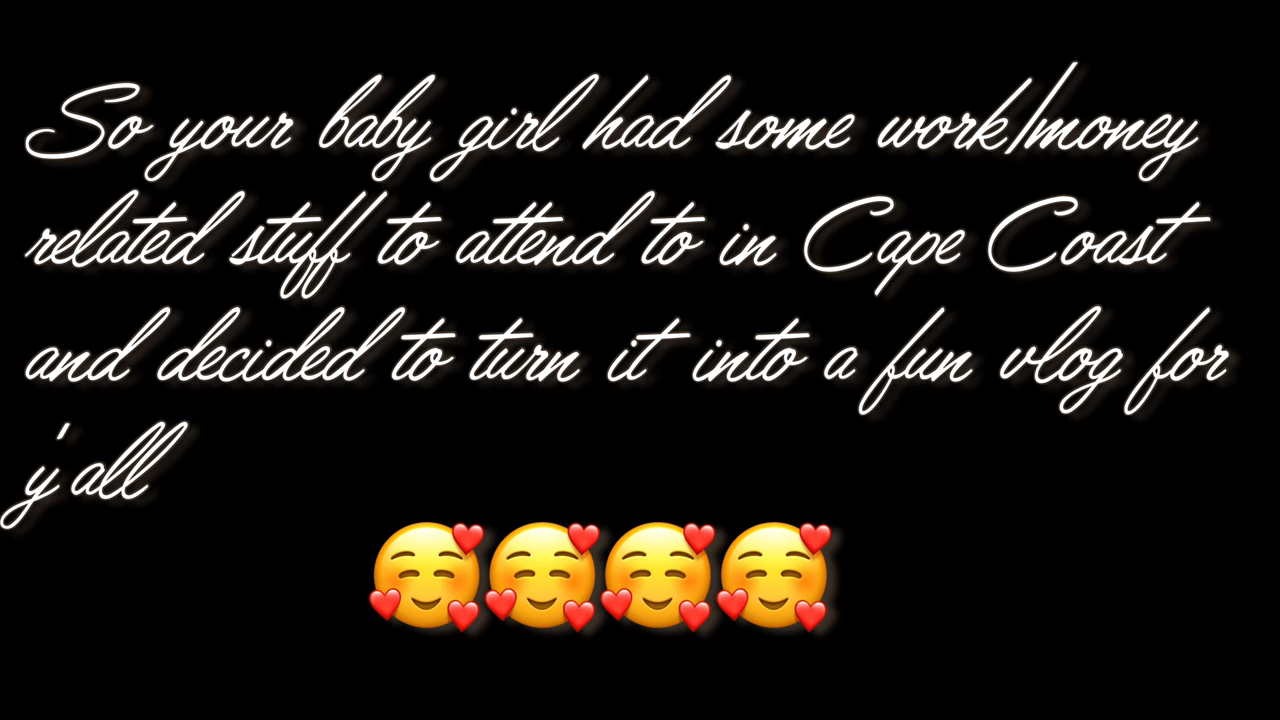 So your baby girl had some work/money
related stuff to attend to in Cape Coast
and decided to turn it into a fun vlog for
y'all
🥰🥰🥰🥰